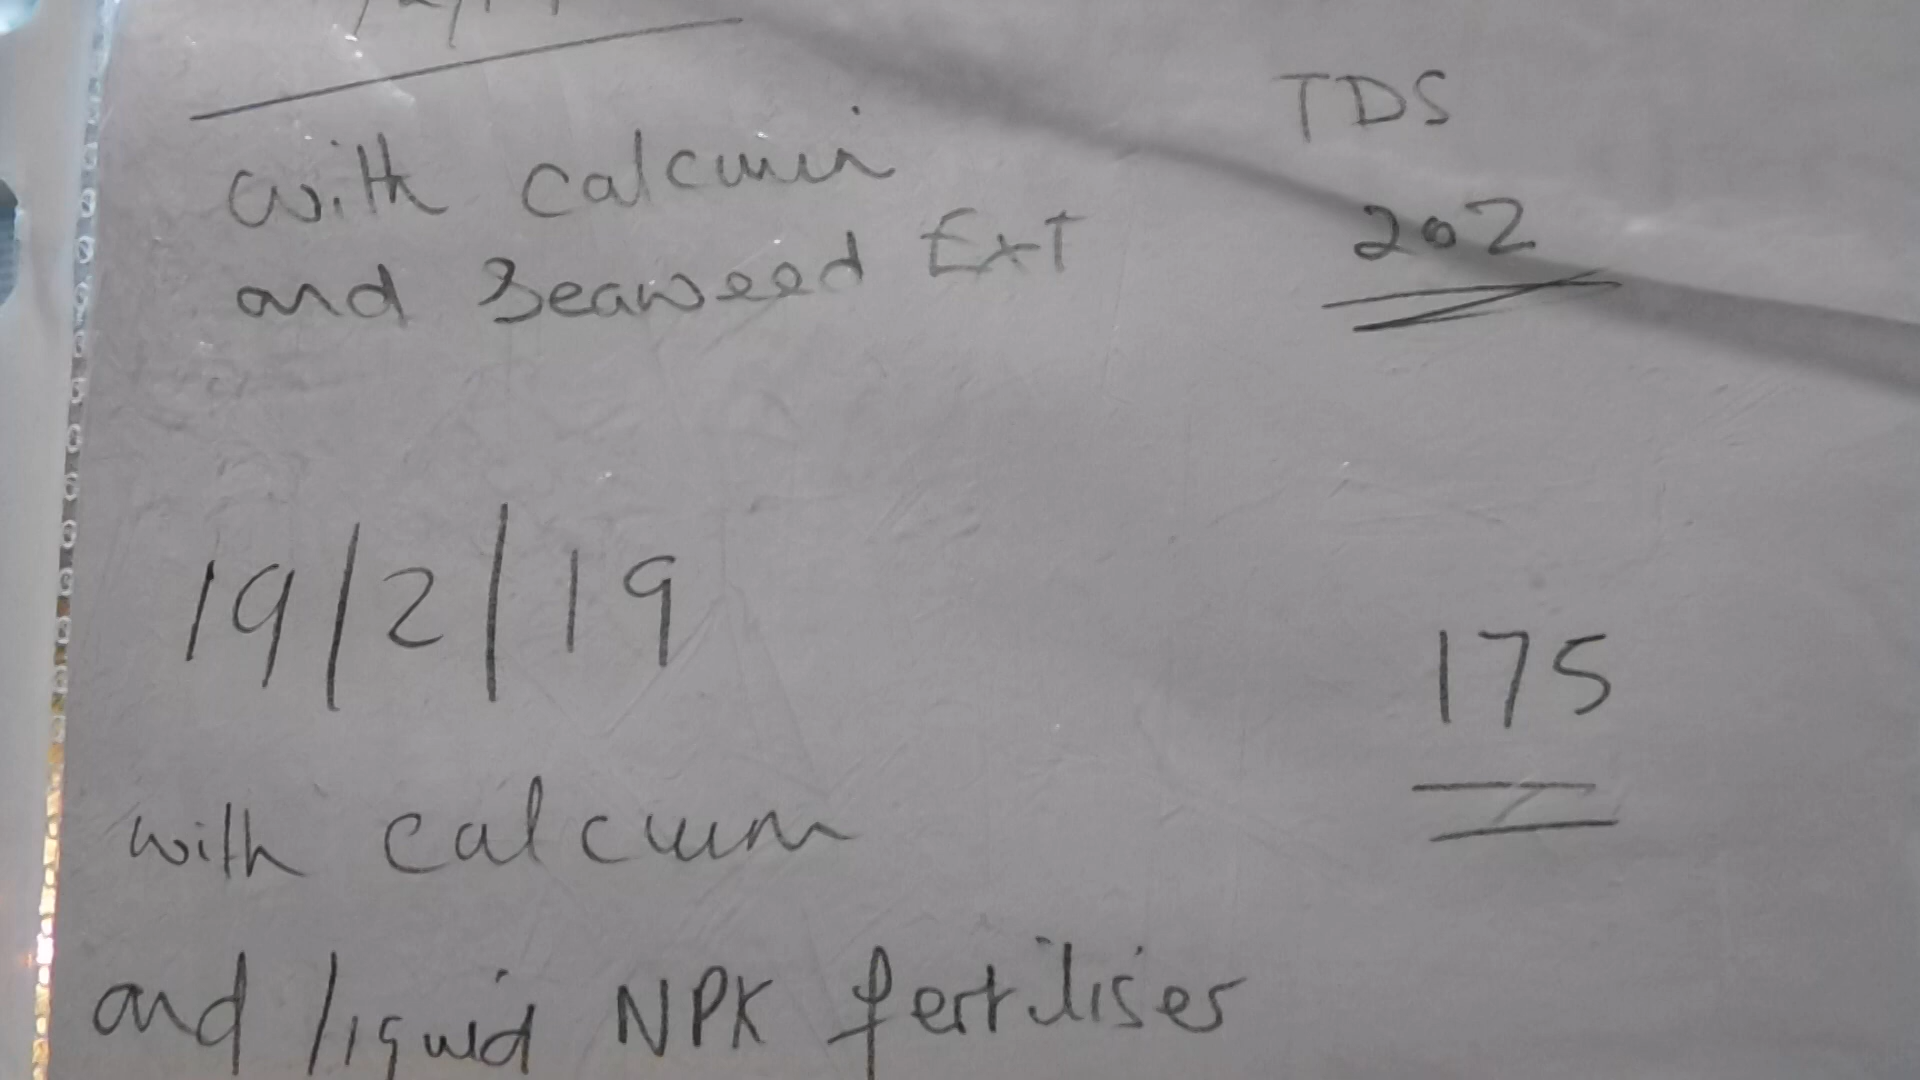 TDS
with calcium
202
and Seaweed EXT
19/2/19
175
with calcium
and liquid NPK fertiliser